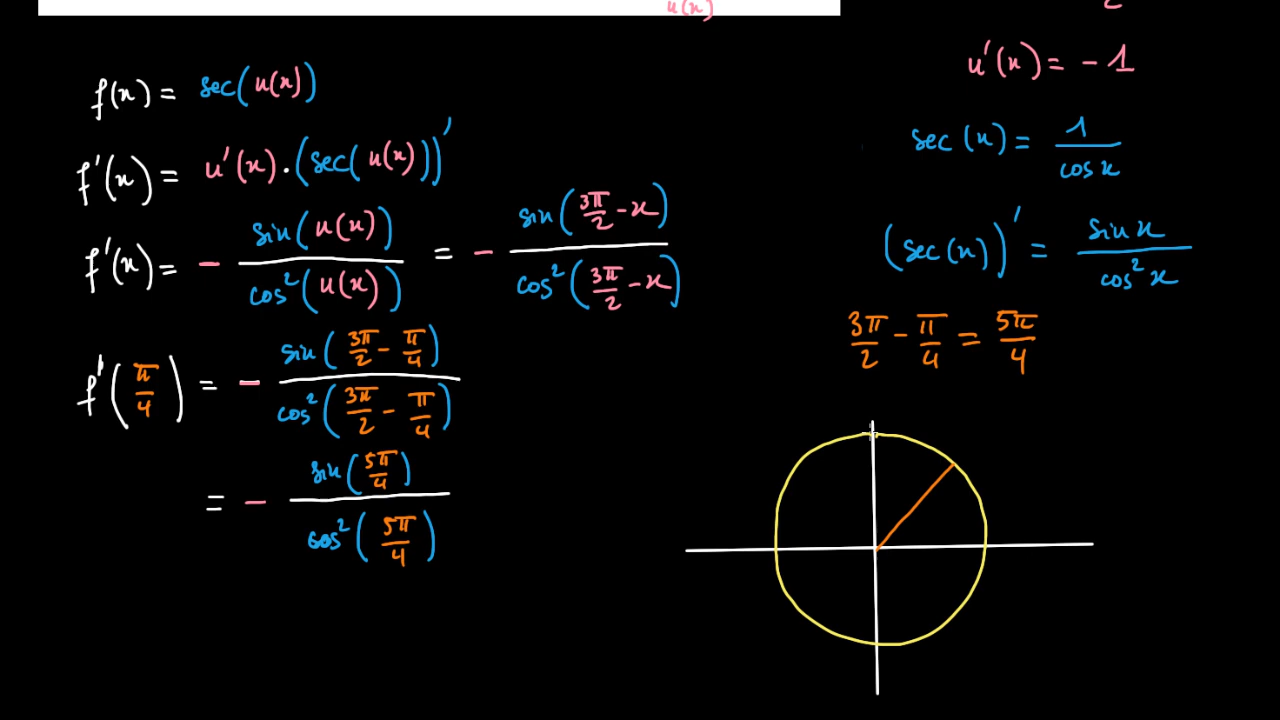 u(x)
f(x) = sec(u(x))
f'(x) = u'(x) · (sec(u(x)))'
f'(x) = - sin(u(x)) / cos²(u(x)) = - sin(3π/2 - x) / cos²(3π/2 - x)
f'(π/4) = - sin(3π/2 - π/4) / cos²(3π/2 - π/4)
= - sin(5π/4) / cos²(5π/4)
u'(x) = - 1
sec(x) = 1 / cos x
(sec(x))' = sin x / cos² x
3π/2 - π/4 = 5π/4